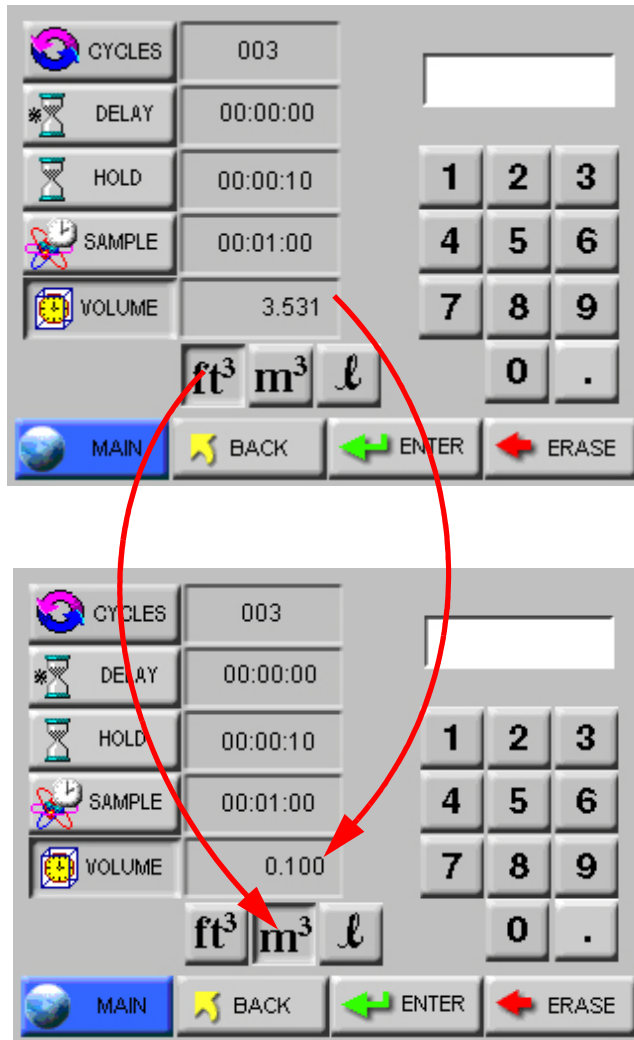 CYCLES 003
DELAY 00:00:00
HOLD 00:00:10 1 2 3
SAMPLE 00:01:00 4 5 6
VOLUME 3.531 7 8 9
ft³ m³ ℓ 0 .
MAIN BACK ENTER ERASE
CYCLES 003
DELAY 00:00:00
HOLD 00:00:10 1 2 3
SAMPLE 00:01:00 4 5 6
VOLUME 0.100 7 8 9
ft³ m³ ℓ 0 .
MAIN BACK ENTER ERASE